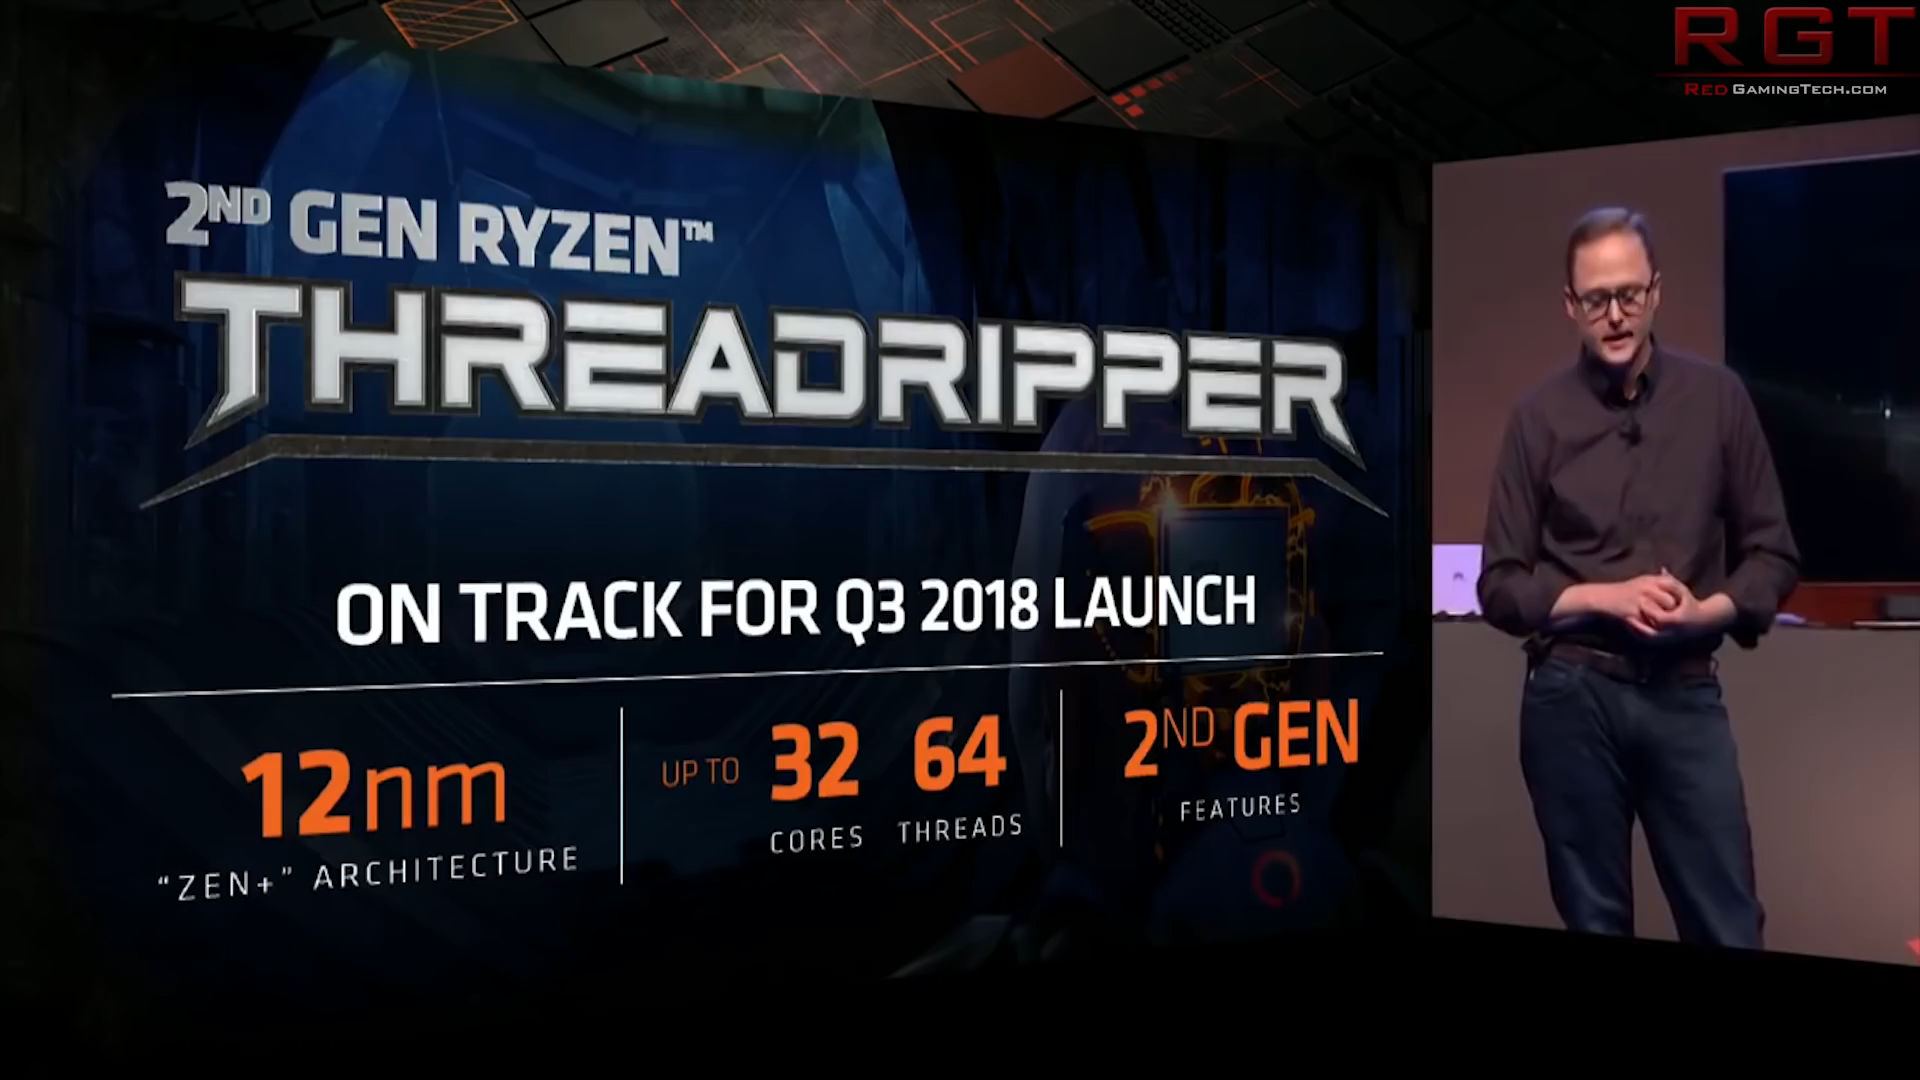 RGT
RED GAMINGTECH.COM
2ND GEN RYZEN™
THREADRIPPER
ON TRACK FOR Q3 2018 LAUNCH
12nm
"ZEN+" ARCHITECTURE
UP TO 32 64
CORES THREADS
2ND GEN
FEATURES